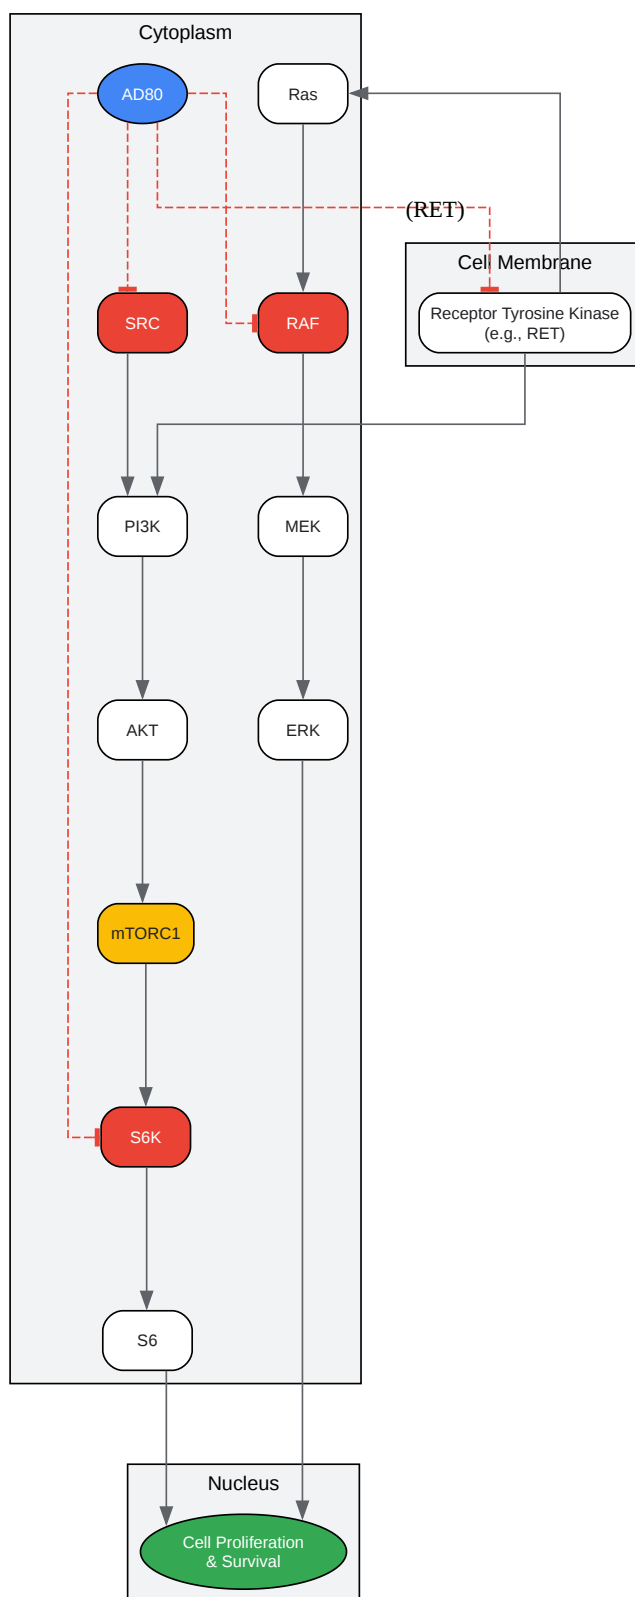 Cytoplasm
AD80
Ras
(RET)
Cell Membrane
SRC
RAF
Receptor Tyrosine Kinase
(e.g., RET)
PI3K
MEK
AKT
ERK
mTORC1
S6K
S6
Nucleus
Cell Proliferation
& Survival